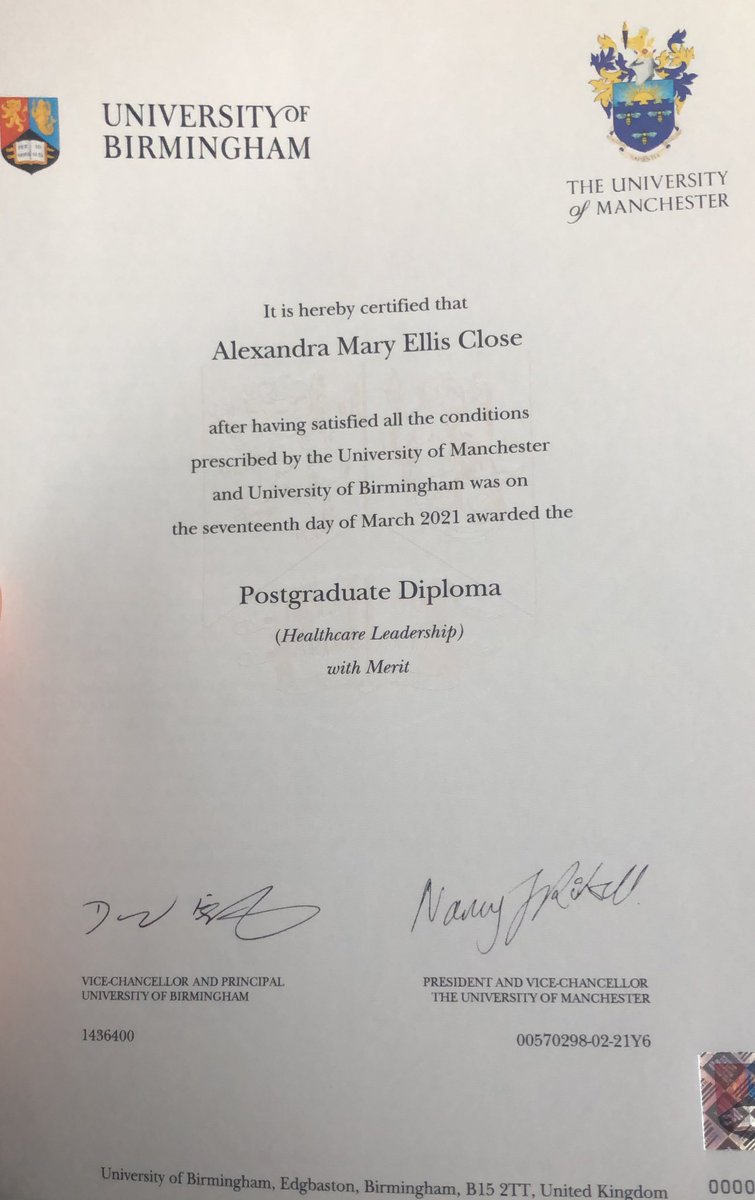 UNIVERSITY OF
BIRMINGHAM
THE UNIVERSITY
of MANCHESTER
It is hereby certified that
Alexandra Mary Ellis Close
after having satisfied all the conditions
prescribed by the University of Manchester
and University of Birmingham was on
the seventeenth day of March 2021 awarded the
Postgraduate Diploma
(Healthcare Leadership)
with Merit
VICE-CHANCELLOR AND PRINCIPAL
UNIVERSITY OF BIRMINGHAM
1436400
PRESIDENT AND VICE-CHANCELLOR
THE UNIVERSITY OF MANCHESTER
00570298-02-21Y6
University of Birmingham, Edgbaston, Birmingham, B15 2TT, United Kingdom
0000